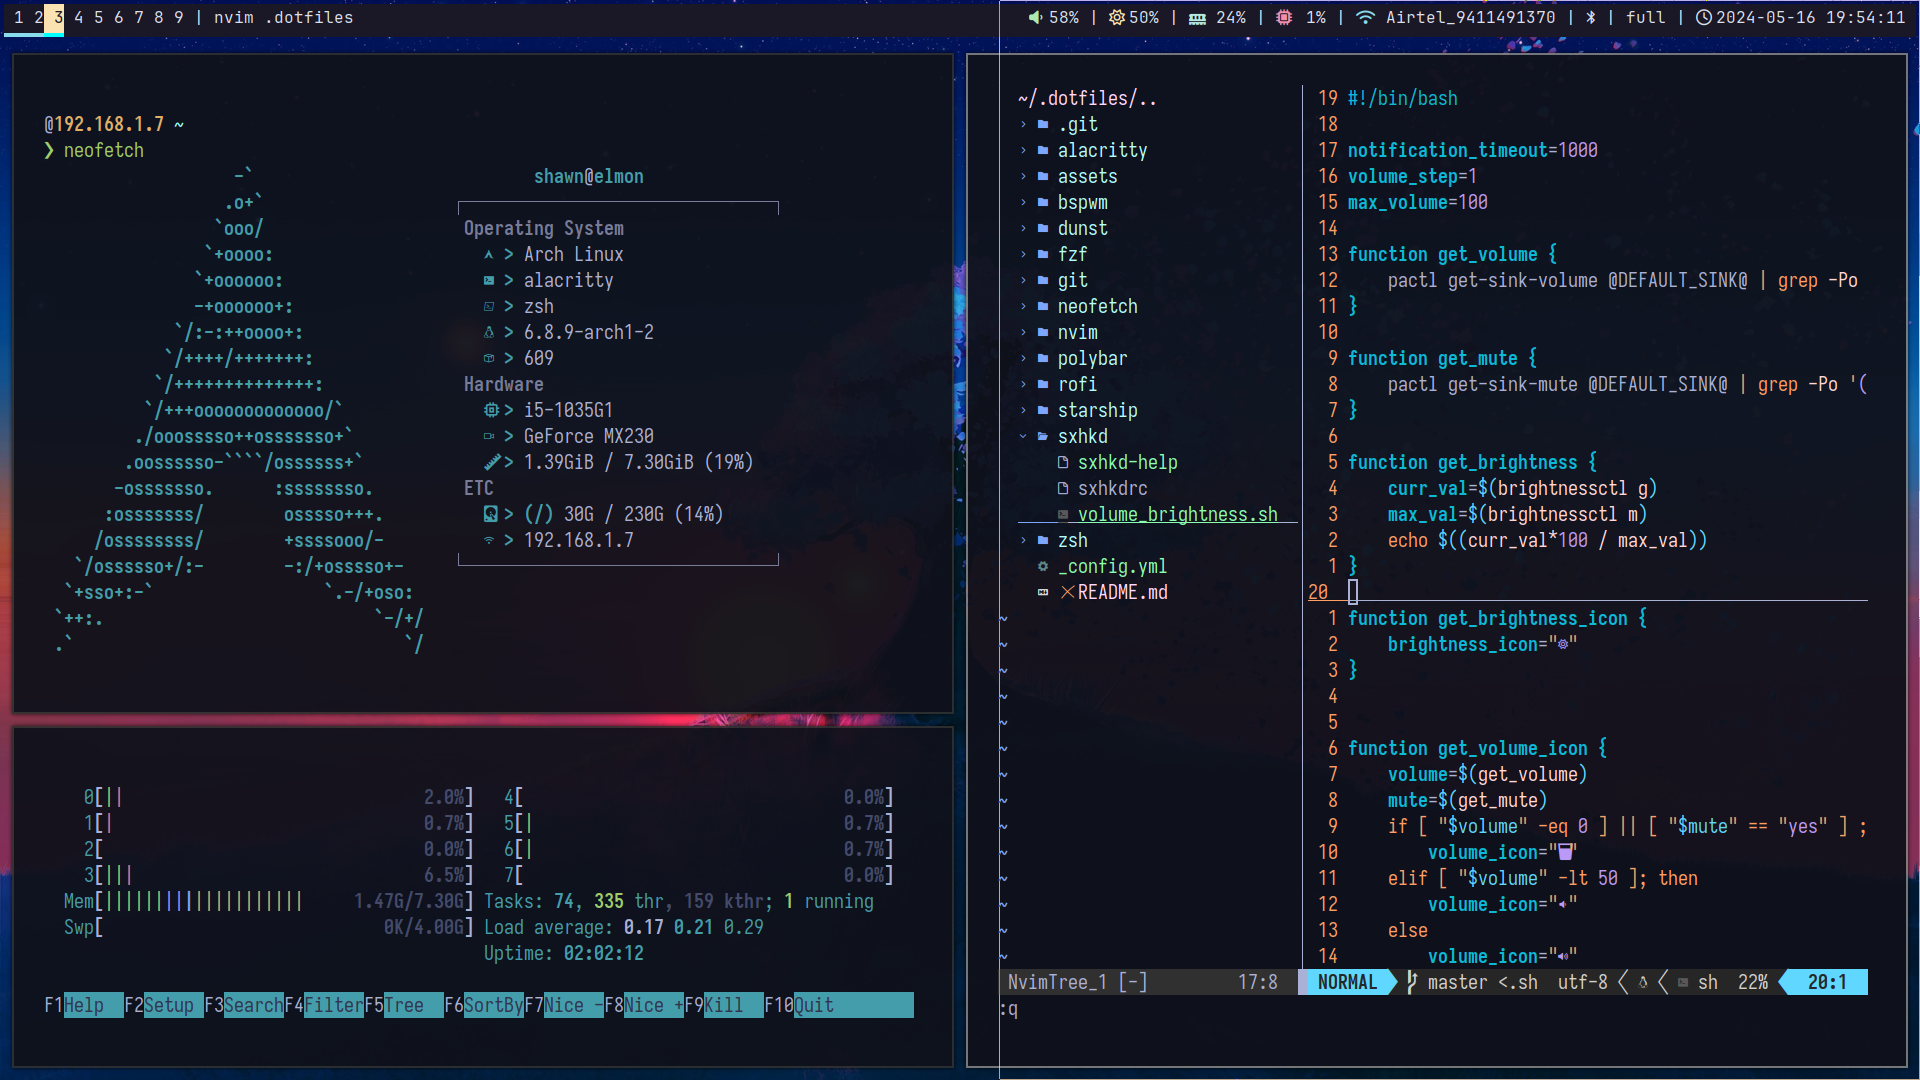 1 2 3 4 5 6 7 8 9 | nvim .dotfiles
58% | 50% | 24% | 1% | Airtel_9411491370 | | full | 2024-05-16 19:54:11
@192.168.1.7 ~
❯ neofetch
-`
.o+`
`ooo/
`+oooo:
`+oooooo:
-+oooooo+:
`/:-:++oooo+:
`/++++/+++++++:
`/++++++++++++++:
`/+++ooooooooooooo/`
./ooosssso++osssssso+`
.oossssso-````/ossssss+`
-osssssso.      :ssssssso.
:osssssss/        osssso+++.
/ossssssss/        +ssssooo/-
`/ossssso+/:-        -:/+osssso+-
`+sso+:-`                 `.-/+oso:
`++:.                           `-/+/
.`                                 `/
shawn@elmon
Operating System
> Arch Linux
> alacritty
> zsh
> 6.8.9-arch1-2
> 609
Hardware
> i5-1035G1
> GeForce MX230
> 1.39GiB / 7.30GiB (19%)
ETC
> (/) 30G / 230G (14%)
> 192.168.1.7
0[|| 2.0%] 4[ 0.0%]
1[| 0.7%] 5[| 0.7%]
2[ 0.0%] 6[| 0.7%]
3[||| 6.5%] 7[ 0.0%]
Mem[|||||||||||||||||||| 1.47G/7.30G] Tasks: 74, 335 thr, 159 kthr; 1 running
Swp[ 0K/4.00G] Load average: 0.17 0.21 0.29
Uptime: 02:02:12
F1Help F2Setup F3SearchF4FilterF5Tree F6SortByF7Nice -F8Nice +F9Kill F10Quit
~/.dotfiles/..
› .git
› alacritty
› assets
› bspwm
› dunst
› fzf
› git
› neofetch
› nvim
› polybar
› rofi
› starship
sxhkd
sxhkd-help
sxhkdrc
volume_brightness.sh
› zsh
_config.yml
README.md
~
~
~
~
~
~
~
~
~
~
~
~
~
~
NvimTree_1 [-] 17:8
19 #!/bin/bash
18
17 notification_timeout=1000
16 volume_step=1
15 max_volume=100
14
13 function get_volume {
12     pactl get-sink-volume @DEFAULT_SINK@ | grep -Po
11 }
10
9 function get_mute {
8     pactl get-sink-mute @DEFAULT_SINK@ | grep -Po '(
7 }
6
5 function get_brightness {
4     curr_val=$(brightnessctl g)
3     max_val=$(brightnessctl m)
2     echo $((curr_val*100 / max_val))
1 }
20
1 function get_brightness_icon {
2     brightness_icon=""
3 }
4
5
6 function get_volume_icon {
7     volume=$(get_volume)
8     mute=$(get_mute)
9     if [ "$volume" -eq 0 ] || [ "$mute" == "yes" ] ;
10         volume_icon=""
11     elif [ "$volume" -lt 50 ]; then
12         volume_icon=""
13     else
14         volume_icon=""
NORMAL master <.sh utf-8 sh 22% 20:1
:q